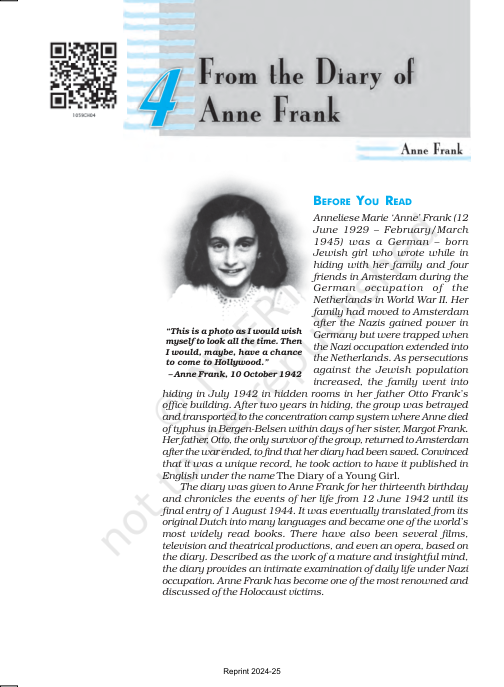 4
From the Diary of
Anne Frank
1059CH04
Anne Frank
BEFORE YOU READ
Anneliese Marie ‘Anne’ Frank (12
June 1929 – February/March
1945) was a German – born
Jewish girl who wrote while in
hiding with her family and four
friends in Amsterdam during the
German occupation of the
Netherlands in World War II. Her
family had moved to Amsterdam
after the Nazis gained power in
Germany but were trapped when
the Nazi occupation extended into
the Netherlands. As persecutions
against the Jewish population
increased, the family went into
“This is a photo as I would wish
myself to look all the time. Then
I would, maybe, have a chance
to come to Hollywood.”
– Anne Frank, 10 October 1942
hiding in July 1942 in hidden rooms in her father Otto Frank’s
office building. After two years in hiding, the group was betrayed
and transported to the concentration camp system where Anne died
of typhus in Bergen-Belsen within days of her sister, Margot Frank.
Her father, Otto, the only survivor of the group, returned to Amsterdam
after the war ended, to find that her diary had been saved. Convinced
that it was a unique record, he took action to have it published in
English under the name The Diary of a Young Girl.
The diary was given to Anne Frank for her thirteenth birthday
and chronicles the events of her life from 12 June 1942 until its
final entry of 1 August 1944. It was eventually translated from its
original Dutch into many languages and became one of the world’s
most widely read books. There have also been several films,
television and theatrical productions, and even an opera, based on
the diary. Described as the work of a mature and insightful mind,
the diary provides an intimate examination of daily life under Nazi
occupation. Anne Frank has become one of the most renowned and
discussed of the Holocaust victims.
Reprint 2024-25